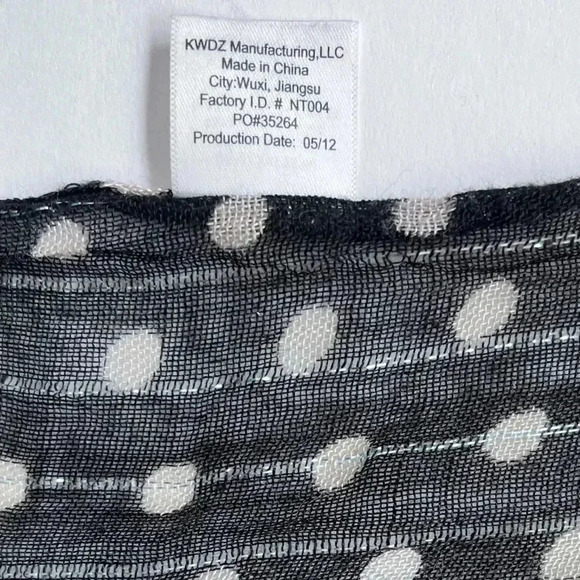 KWDZ Manufacturing,LLC
Made in China
City:Wuxi, Jiangsu
Factory I.D. # NT004
PO#35264
Production Date: 05/12